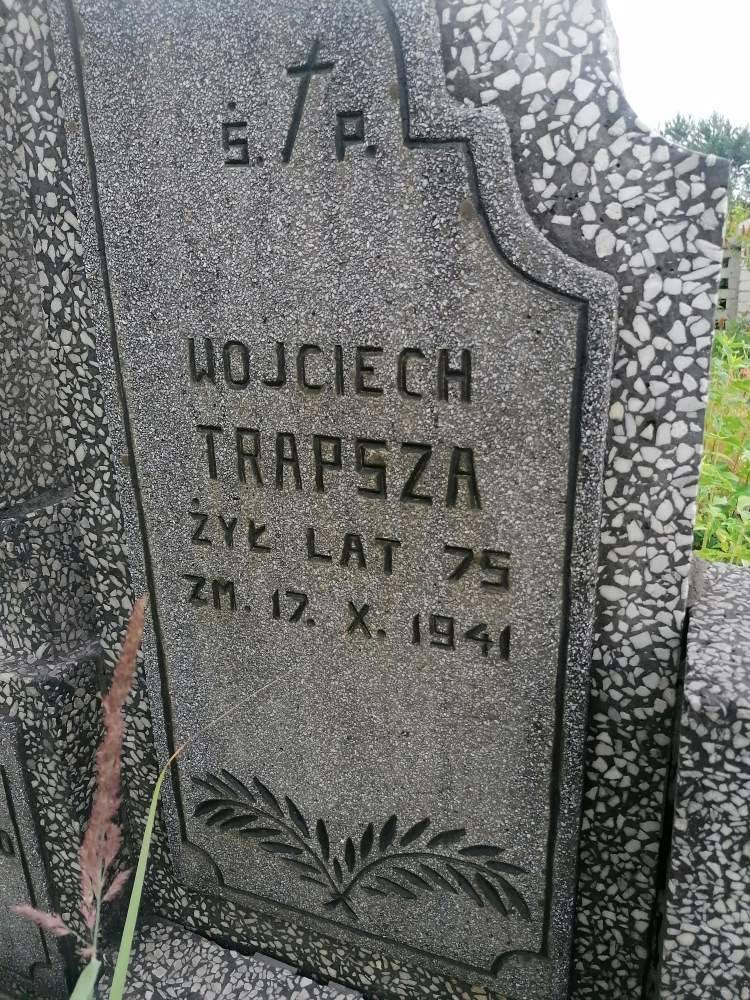 Ś. P.
WOJCIECH
TRAPSZA
ŻYŁ LAT 75
ZM. 17. X. 1941